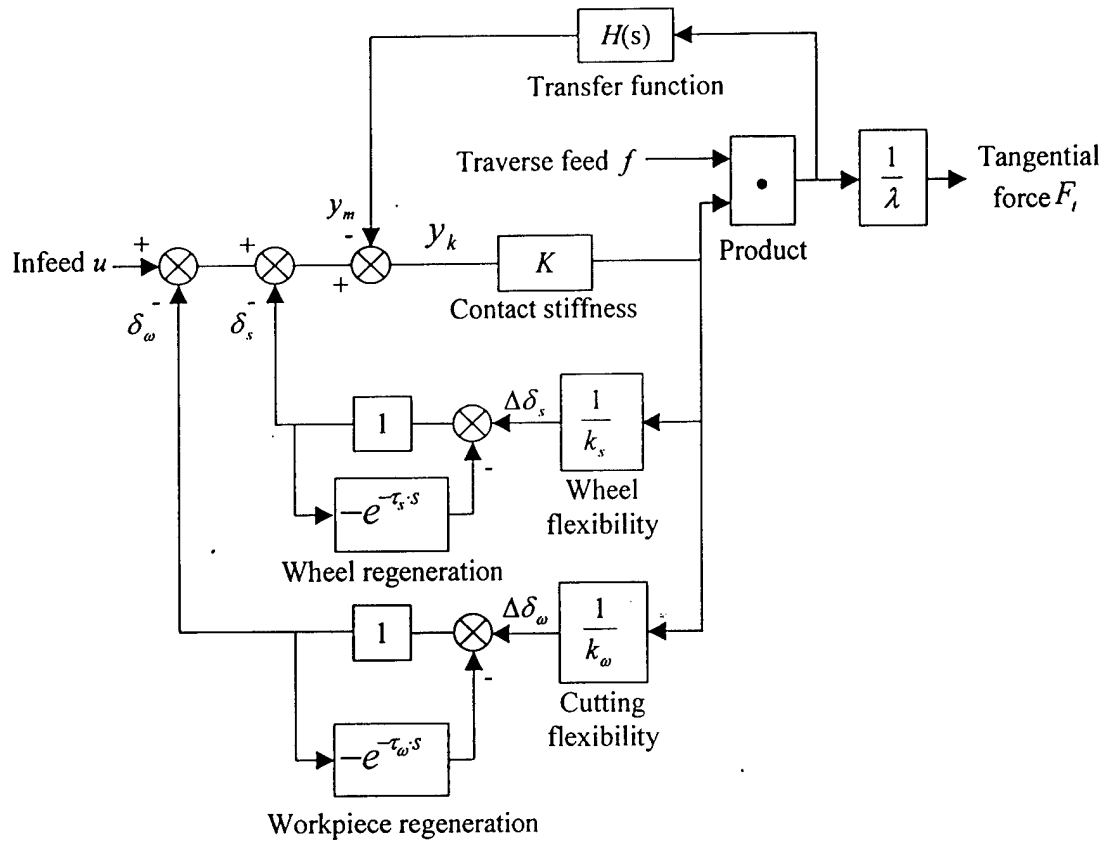 H(s)
Transfer function
Traverse feed f
•
Product
1
λ
Tangential
force F_t
y_m
-
+
+
+
y_k
K
Contact stiffness
Infeed u
-
δ_ω
-
δ_s
1
Δδ_s
1
k_s
-
Wheel
flexibility
−e^{−τ_s·s}
Wheel regeneration
1
Δδ_ω
1
k_ω
-
Cutting
flexibility
−e^{−τ_ω·s}
Workpiece regeneration